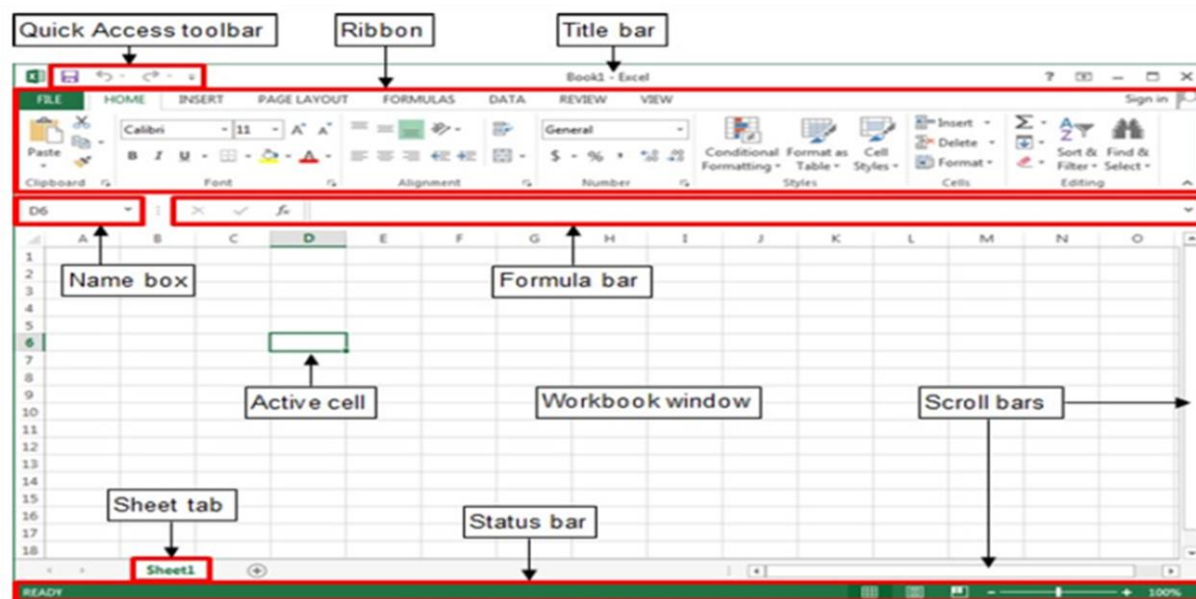 Quick Access toolbar Ribbon Title bar
Book1 - Excel ?
FILE HOME INSERT PAGE LAYOUT FORMULAS DATA REVIEW VIEW Sign in
Calibri 11 A A General Insert Σ
Paste B I U A $ % , Conditional Format as Cell Delete Sort & Find &
Formatting Table Styles Format Filter Select
Clipboard Font Alignment Number Styles Cells Editing
D6 fx
A B C D E F G H I J K L M N O
1
2
Name box Formula bar
3
4
5
6
7
8
9
Active cell Workbook window Scroll bars
10
11
12
13
14
15
Sheet tab
16
Status bar
17
18
Sheet1
READY 100%